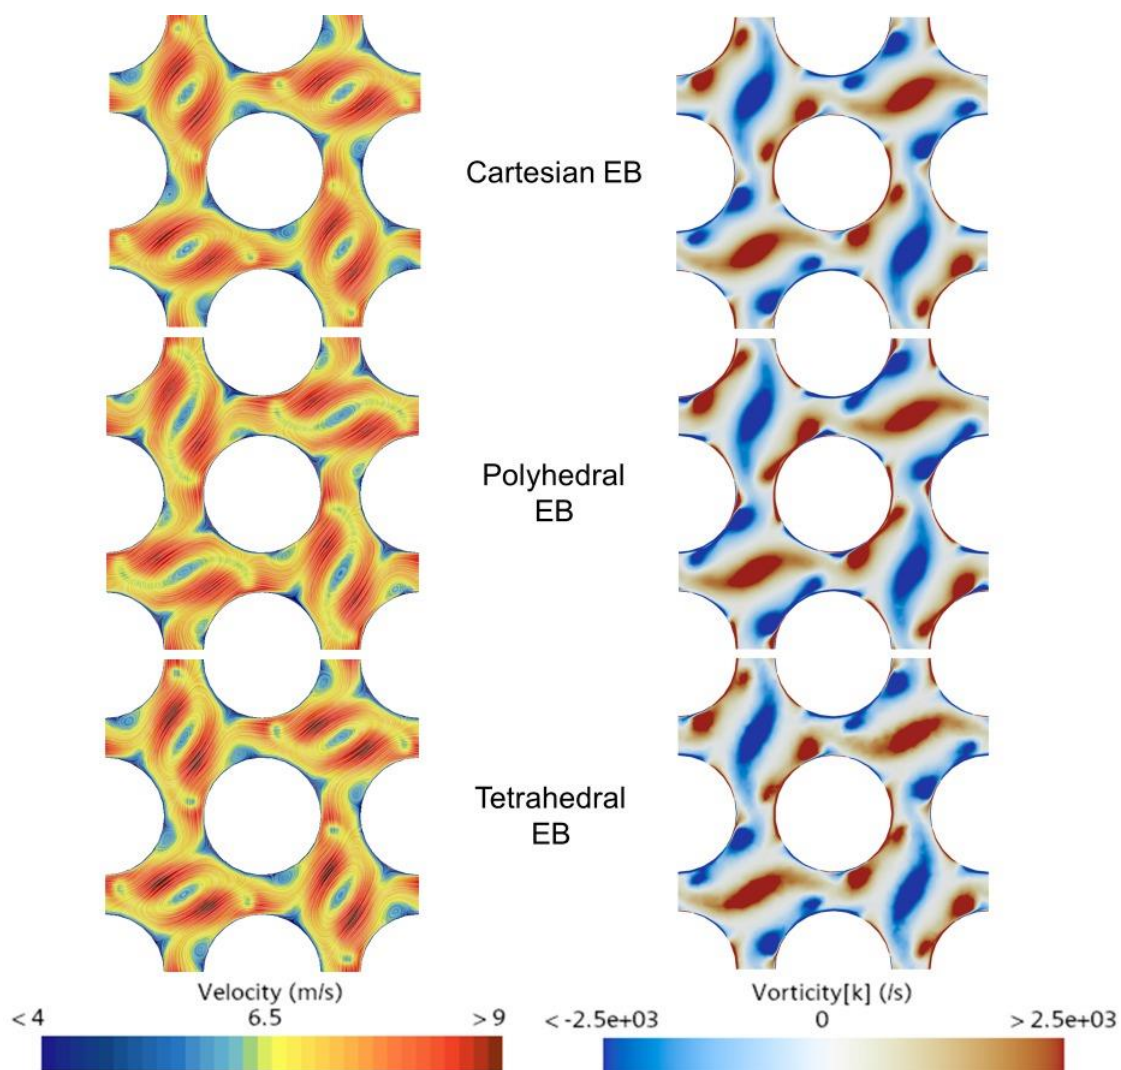 Cartesian EB
Polyhedral
EB
Tetrahedral
EB
Velocity (m/s)
< 4 6.5 > 9
Vorticity[k] (/s)
< -2.5e+03 0 > 2.5e+03